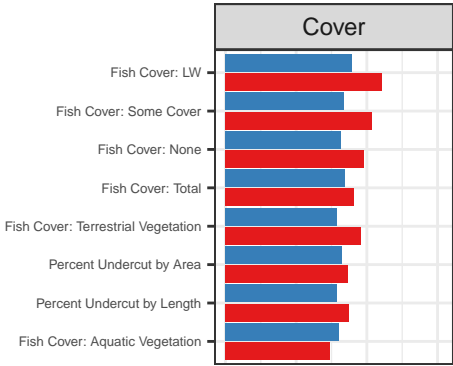 Cover
Fish Cover: LW
Fish Cover: Some Cover
Fish Cover: None
Fish Cover: Total
Fish Cover: Terrestrial Vegetation
Percent Undercut by Area
Percent Undercut by Length
Fish Cover: Aquatic Vegetation